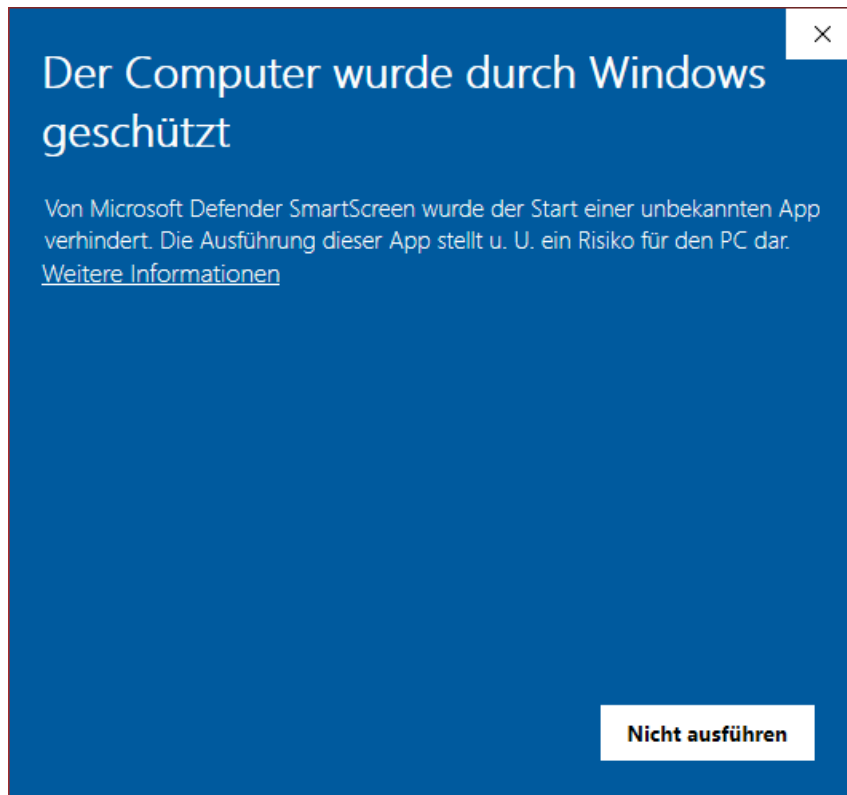 Der Computer wurde durch Windows
geschützt
Von Microsoft Defender SmartScreen wurde der Start einer unbekannten App
verhindert. Die Ausführung dieser App stellt u. U. ein Risiko für den PC dar.
Weitere Informationen
Nicht ausführen